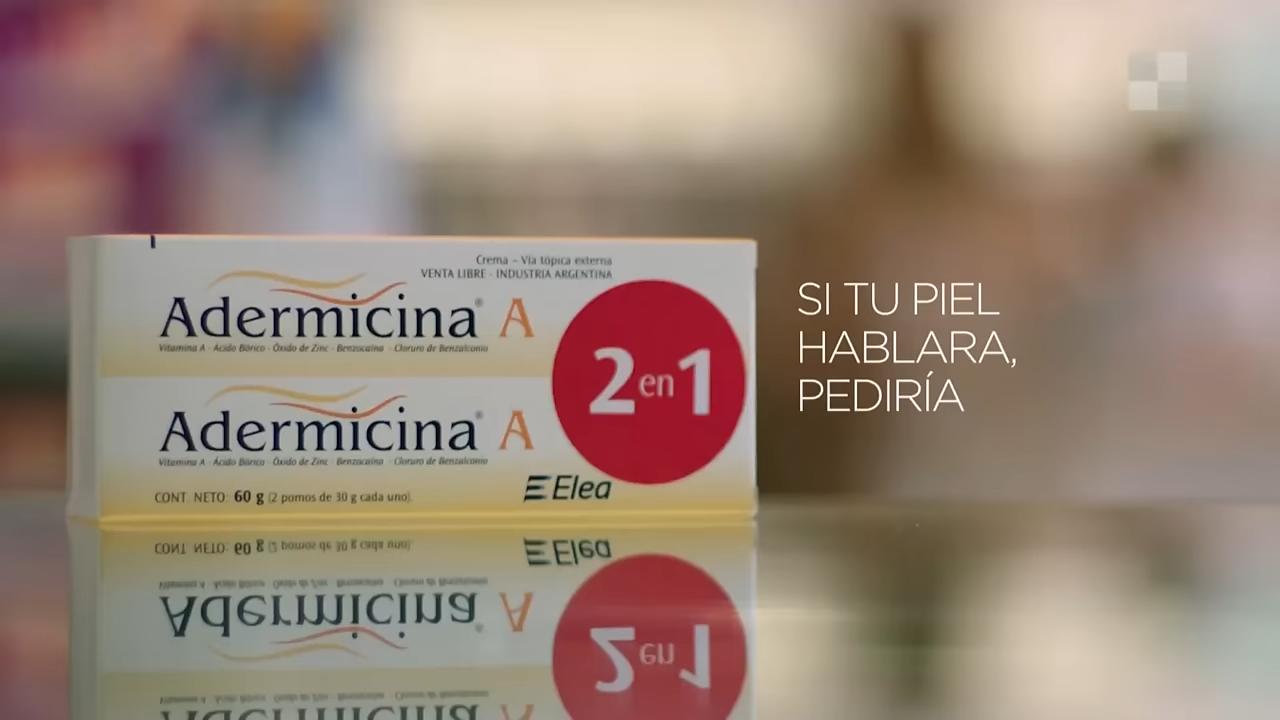 Crema – Vía tópica externa
VENTA LIBRE - INDUSTRIA ARGENTINA
Adermicina® A
Vitamina A - Ácido Bórico - Óxido de Zinc - Benzocaína - Cloruro de Benzalconio
2 en 1
Adermicina® A
Vitamina A - Ácido Bórico - Óxido de Zinc - Benzocaína - Cloruro de Benzalconio
CONT. NETO: 60 g (2 pomos de 30 g cada uno).
Elea
SI TU PIEL
HABLARA,
PEDIRÍA